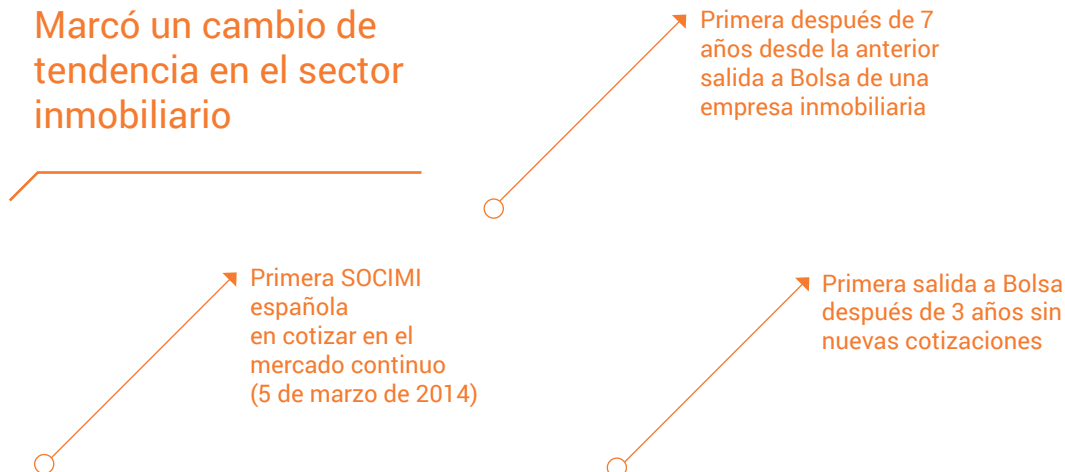 Marcó un cambio de
tendencia en el sector
inmobiliario
Primera después de 7
años desde la anterior
salida a Bolsa de una
empresa inmobiliaria
Primera SOCIMI
española
en cotizar en el
mercado continuo
(5 de marzo de 2014)
Primera salida a Bolsa
después de 3 años sin
nuevas cotizaciones